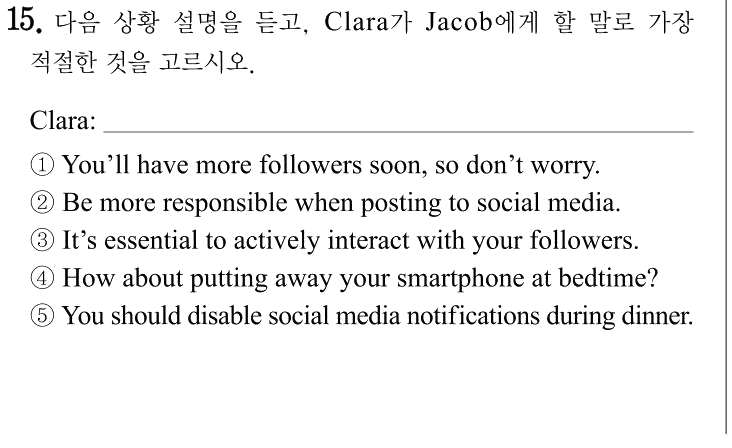 15. 다음 상황 설명을 듣고, Clara가 Jacob에게 할 말로 가장
적절한 것을 고르시오.
Clara:
① You’ll have more followers soon, so don’t worry.
② Be more responsible when posting to social media.
③ It’s essential to actively interact with your followers.
④ How about putting away your smartphone at bedtime?
⑤ You should disable social media notifications during dinner.